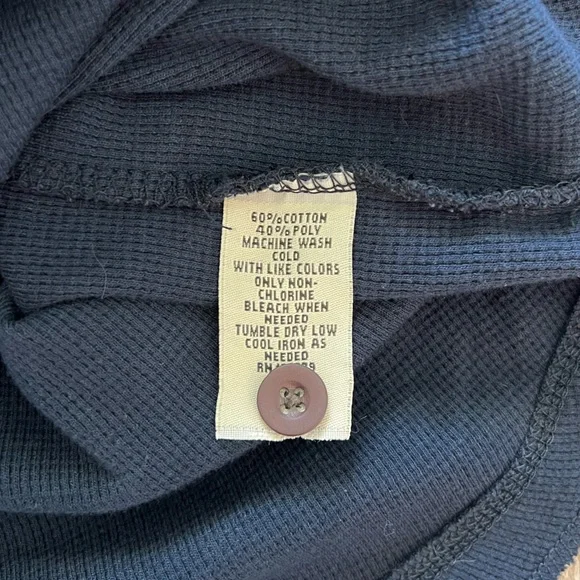 60% COTTON
40% POLY
MACHINE WASH
COLD
WITH LIKE COLORS
ONLY NON-
CHLORINE
BLEACH WHEN
NEEDED
TUMBLE DRY LOW
COOL IRON AS
NEEDED
RN